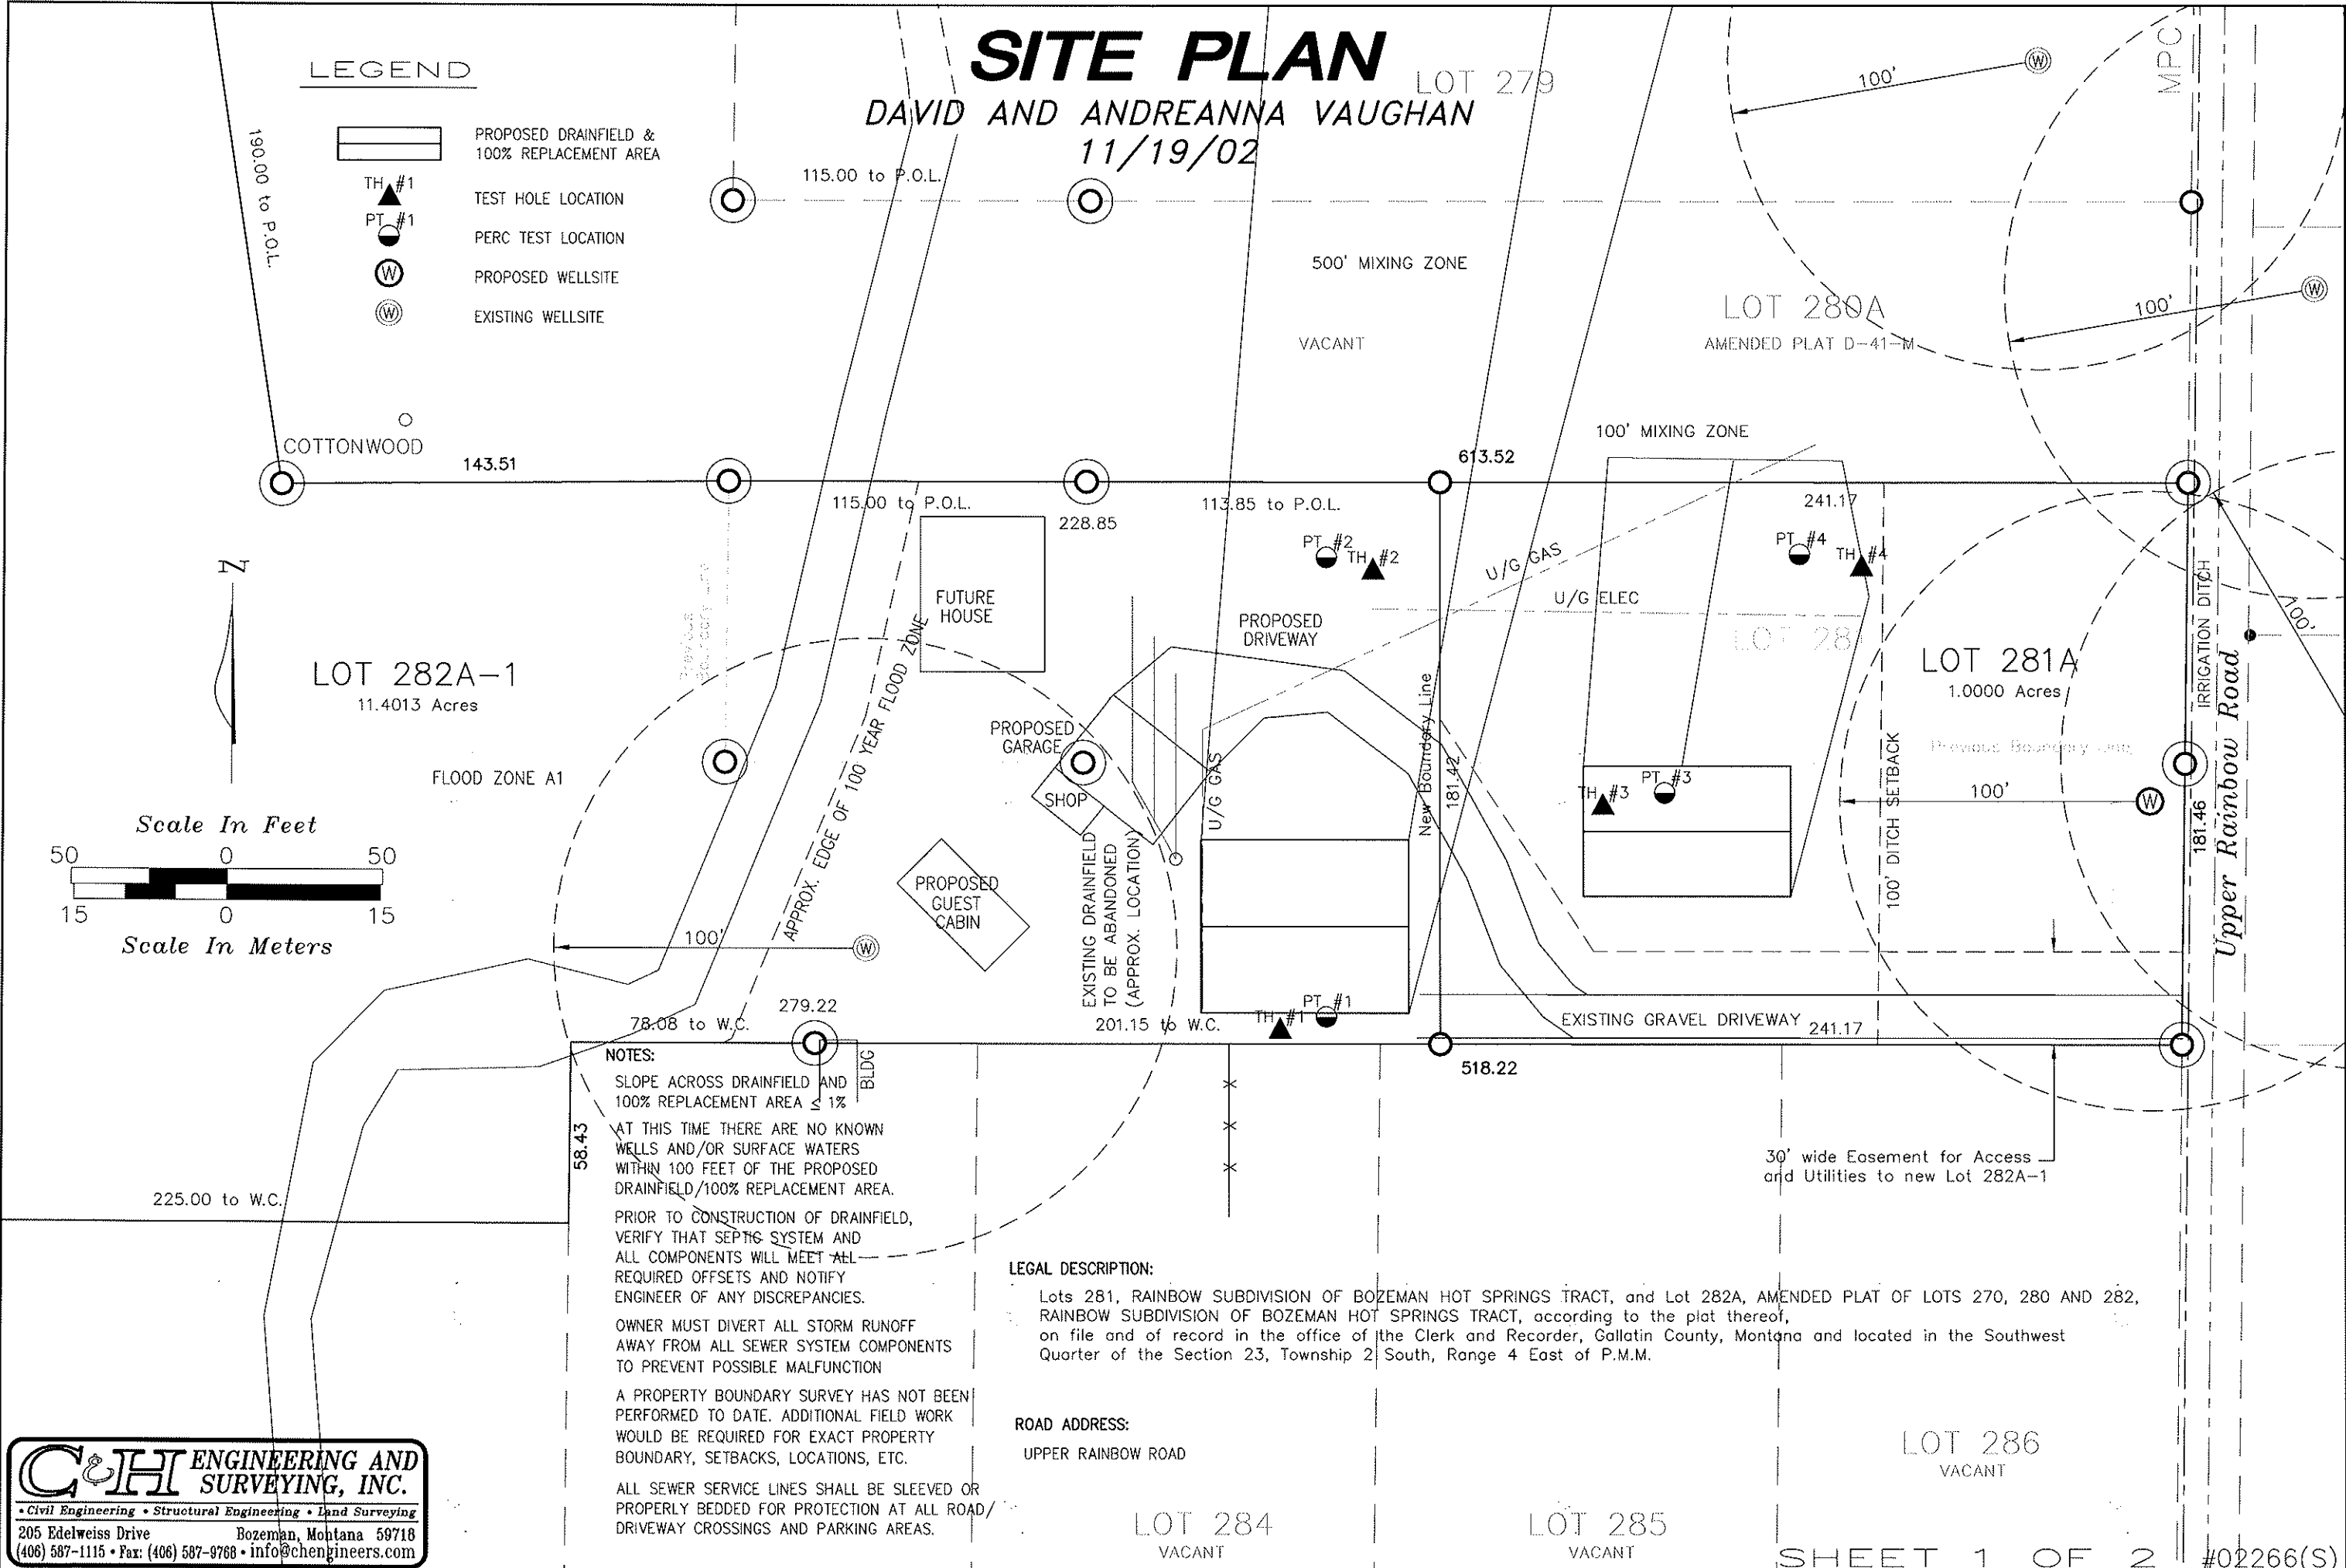 SITE PLAN
DAVID AND ANDREANNA VAUGHAN
11/19/02
LEGEND
PROPOSED DRAINFIELD &
100% REPLACEMENT AREA
TH #1
TEST HOLE LOCATION
PT #1
PERC TEST LOCATION
W
PROPOSED WELLSITE
W
EXISTING WELLSITE
190.00 to P.O.L.
115.00 to P.O.L.
LOT 279
100'
W
MPC
500' MIXING ZONE
VACANT
LOT 280A
AMENDED PLAT D-41-M
100'
W
COTTONWOOD
143.51
115.00 to P.O.L.
228.85
113.85 to P.O.L.
613.52
100' MIXING ZONE
241.17
PT #2
TH #2
PT #4
TH #4
U/G GAS
U/G ELEC
N
FUTURE
HOUSE
PROPOSED
DRIVEWAY
LOT 28
LOT 281A
1.0000 Acres
IRRIGATION DITCH
100'
Upper Rainbow Road
LOT 282A-1
11.4013 Acres
Previous
Boundary Line
APPROX. EDGE OF 100 YEAR FLOOD ZONE
PROPOSED
GARAGE
SHOP
U/G GAS
New Boundary Line
181.42
TH #3
PT #3
100' DITCH SETBACK
Previous Boundary Line
100'
W
181.46
FLOOD ZONE A1
Scale In Feet
50 0 50
15 0 15
Scale In Meters
PROPOSED
GUEST
CABIN
EXISTING DRAINFIELD
TO BE ABANDONED
(APPROX. LOCATION)
100'
W
279.22
78.08 to W.C.
201.15 to W.C.
TH #1
PT #1
EXISTING GRAVEL DRIVEWAY
241.17
518.22
BLDG
58.43
225.00 to W.C.
30' wide Easement for Access
and Utilities to new Lot 282A-1
NOTES:
SLOPE ACROSS DRAINFIELD AND
100% REPLACEMENT AREA ≤ 1%
AT THIS TIME THERE ARE NO KNOWN
WELLS AND/OR SURFACE WATERS
WITHIN 100 FEET OF THE PROPOSED
DRAINFIELD/100% REPLACEMENT AREA.
PRIOR TO CONSTRUCTION OF DRAINFIELD,
VERIFY THAT SEPTIC SYSTEM AND
ALL COMPONENTS WILL MEET ALL
REQUIRED OFFSETS AND NOTIFY
ENGINEER OF ANY DISCREPANCIES.
OWNER MUST DIVERT ALL STORM RUNOFF
AWAY FROM ALL SEWER SYSTEM COMPONENTS
TO PREVENT POSSIBLE MALFUNCTION
A PROPERTY BOUNDARY SURVEY HAS NOT BEEN
PERFORMED TO DATE. ADDITIONAL FIELD WORK
WOULD BE REQUIRED FOR EXACT PROPERTY
BOUNDARY, SETBACKS, LOCATIONS, ETC.
ALL SEWER SERVICE LINES SHALL BE SLEEVED OR
PROPERLY BEDDED FOR PROTECTION AT ALL ROAD/
DRIVEWAY CROSSINGS AND PARKING AREAS.
LEGAL DESCRIPTION:
Lots 281, RAINBOW SUBDIVISION OF BOZEMAN HOT SPRINGS TRACT, and Lot 282A, AMENDED PLAT OF LOTS 270, 280 AND 282,
RAINBOW SUBDIVISION OF BOZEMAN HOT SPRINGS TRACT, according to the plat thereof,
on file and of record in the office of the Clerk and Recorder, Gallatin County, Montana and located in the Southwest
Quarter of the Section 23, Township 2 South, Range 4 East of P.M.M.
ROAD ADDRESS:
UPPER RAINBOW ROAD
LOT 284
VACANT
LOT 285
VACANT
LOT 286
VACANT
C&H ENGINEERING AND
SURVEYING, INC.
• Civil Engineering • Structural Engineering • Land Surveying
205 Edelweiss Drive Bozeman, Montana 59718
(406) 587-1115 • Fax: (406) 587-9768 • info@chengineers.com
SHEET 1 OF 2
#02266(S)